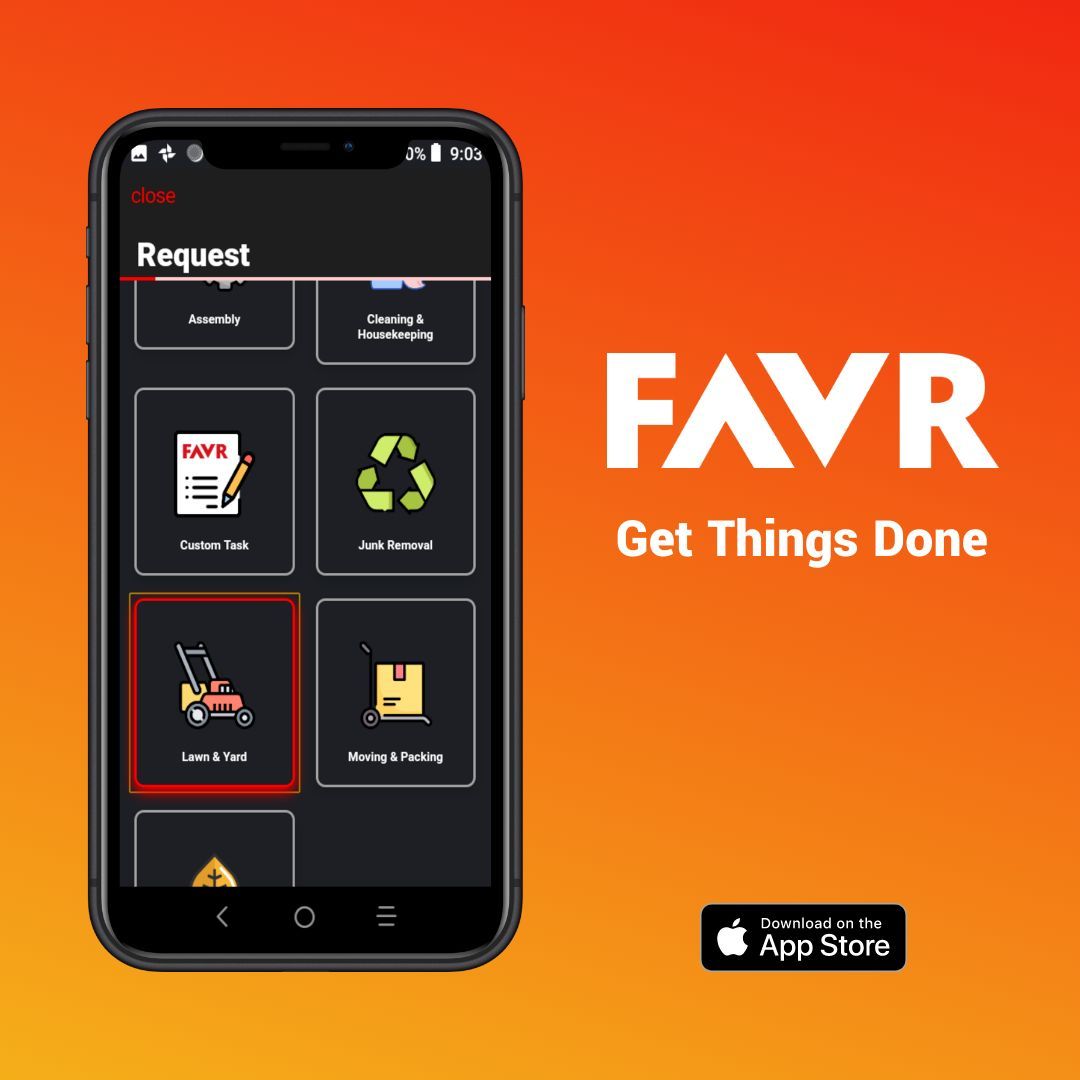 0% 9:03
close
Request
Assembly
Cleaning &
Housekeeping
FAVR
Custom Task
Junk Removal
Lawn & Yard
Moving & Packing
FAVR
Get Things Done
Download on the
App Store